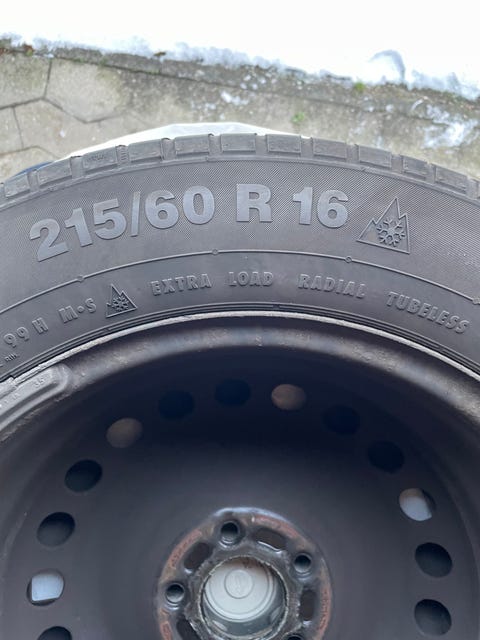 215/60 R 16
99 H M•S EXTRA LOAD RADIAL TUBELESS